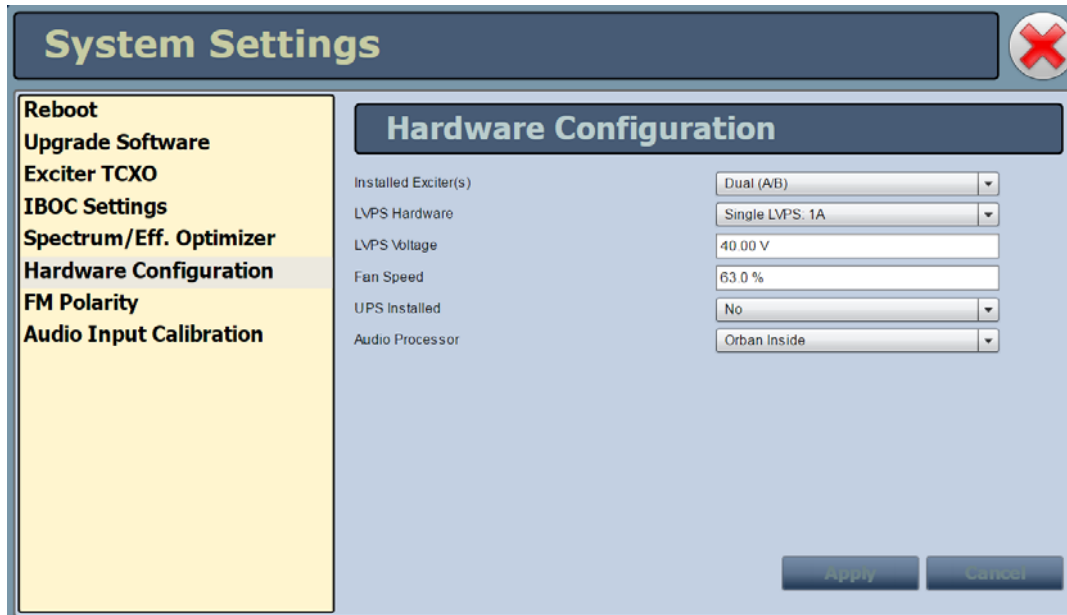 System Settings
Reboot
Upgrade Software
Exciter TCXO
IBOC Settings
Spectrum/Eff. Optimizer
Hardware Configuration
FM Polarity
Audio Input Calibration
Hardware Configuration
Installed Exciter(s) Dual (A/B)
LVPS Hardware Single LVPS: 1A
LVPS Voltage 40.00 V
Fan Speed 63.0 %
UPS Installed No
Audio Processor Orban Inside
Apply Cancel